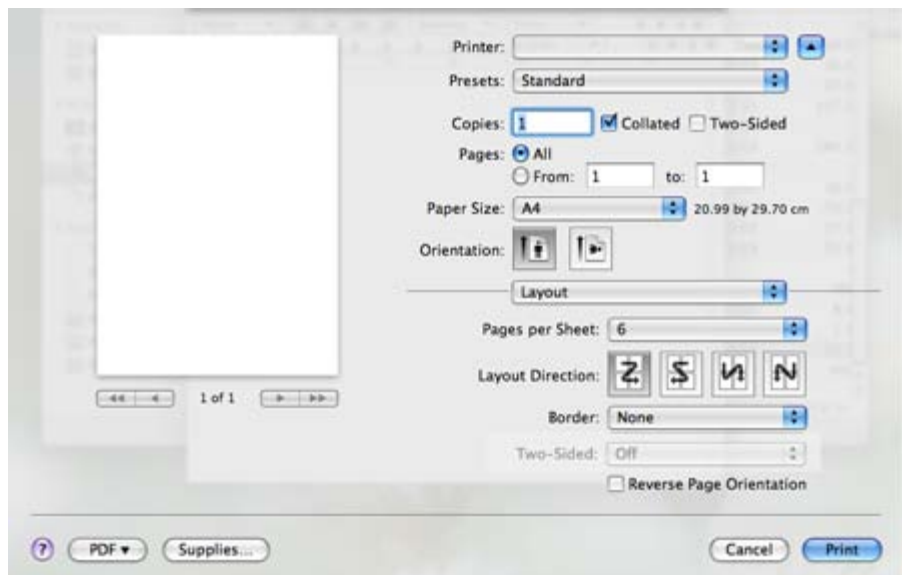 Printer:
Presets: Standard
Copies: 1 Collated Two-Sided
Pages: All
From: 1 to: 1
Paper Size: A4 20.99 by 29.70 cm
Orientation:
Layout
Pages per Sheet: 6
Layout Direction:
1 of 1
Border: None
Two-Sided: Off
Reverse Page Orientation
? PDF Supplies... Cancel Print